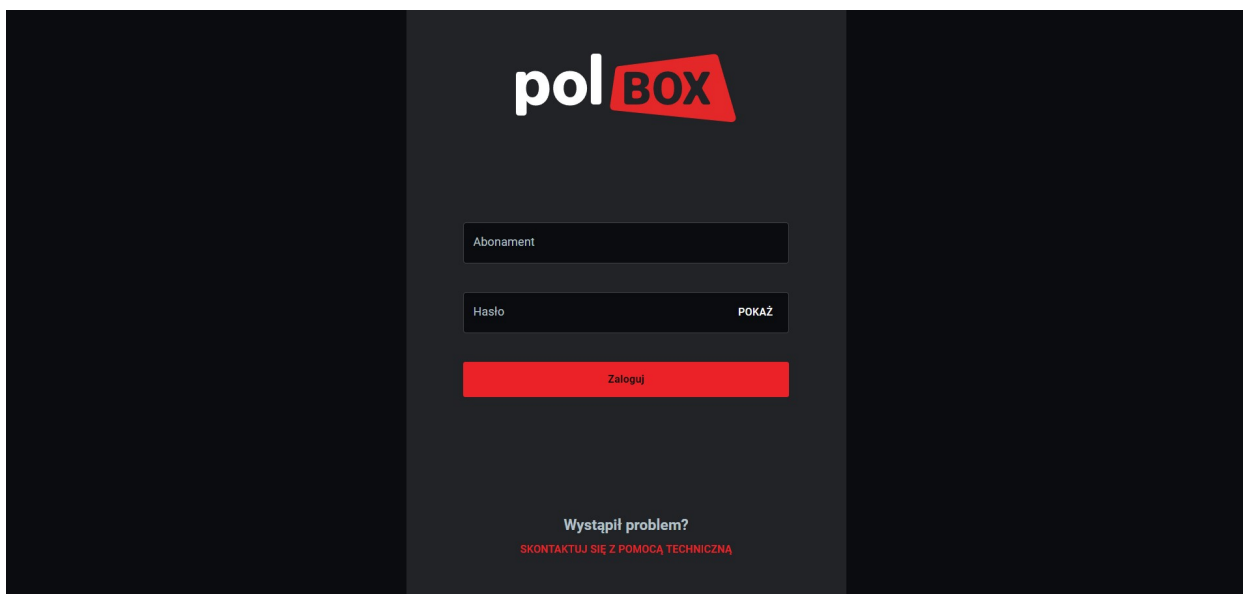 pol BOX
Abonament
Hasło POKAŻ
Zaloguj
Wystąpił problem?
SKONTAKTUJ SIĘ Z POMOCĄ TECHNICZNĄ